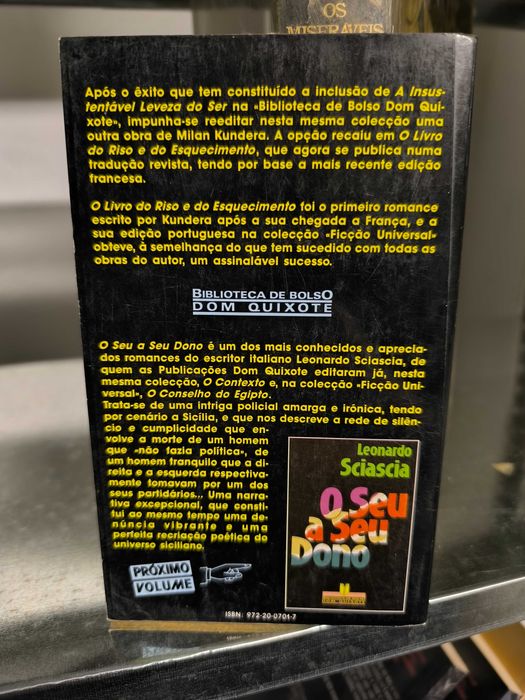 OS
MISERÁVEIS
Após o êxito que tem constituído a inclusão de A Insus-
tentável Leveza do Ser na «Biblioteca de Bolso Dom Qui-
xote», impunha-se reeditar nesta mesma colecção uma
outra obra de Milan Kundera. A opção recaiu em O Livro
do Riso e do Esquecimento, que agora se publica numa
tradução revista, tendo por base a mais recente edição
francesa.
O Livro do Riso e do Esquecimento foi o primeiro romance
escrito por Kundera após a sua chegada a França, e a
sua edição portuguesa na colecção «Ficção Universal»
obteve, à semelhança do que tem sucedido com todas as
obras do autor, um assinalável sucesso.
BIBLIOTECA DE BOLSO
DOM QUIXOTE
O Seu a Seu Dono é um dos mais conhecidos e aprecia-
dos romances do escritor italiano Leonardo Sciascia, de
quem as Publicações Dom Quixote editaram já, nesta
mesma colecção, O Contexto e, na colecção «Ficção Uni-
versal», O Conselho do Egipto.
Trata-se de uma intriga policial amarga e irónica, tendo
por cenário a Sicília, e que nos descreve a rede de silên-
cio e cumplicidade que en-
volve a morte de um homem
que «não fazia política», de
um homem tranquilo que a di-
reita e a esquerda respectiva-
mente tomavam por um dos
seus partidários... Uma narra-
tiva excepcional, que consti-
tui ao mesmo tempo uma de-
núncia vibrante e uma
perfeita recriação poética do
universo siciliano.
Leonardo
Sciascia
O Seu
a Seu
Dono
DOM QUIXOTE
PRÓXIMO
VOLUME
ISBN: 972-20-0701-7